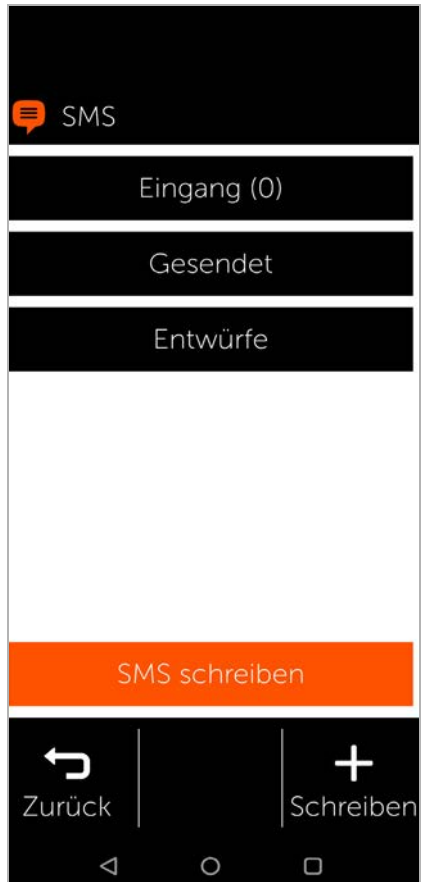 SMS
Eingang (0)
Gesendet
Entwürfe
SMS schreiben
Zurück
Schreiben